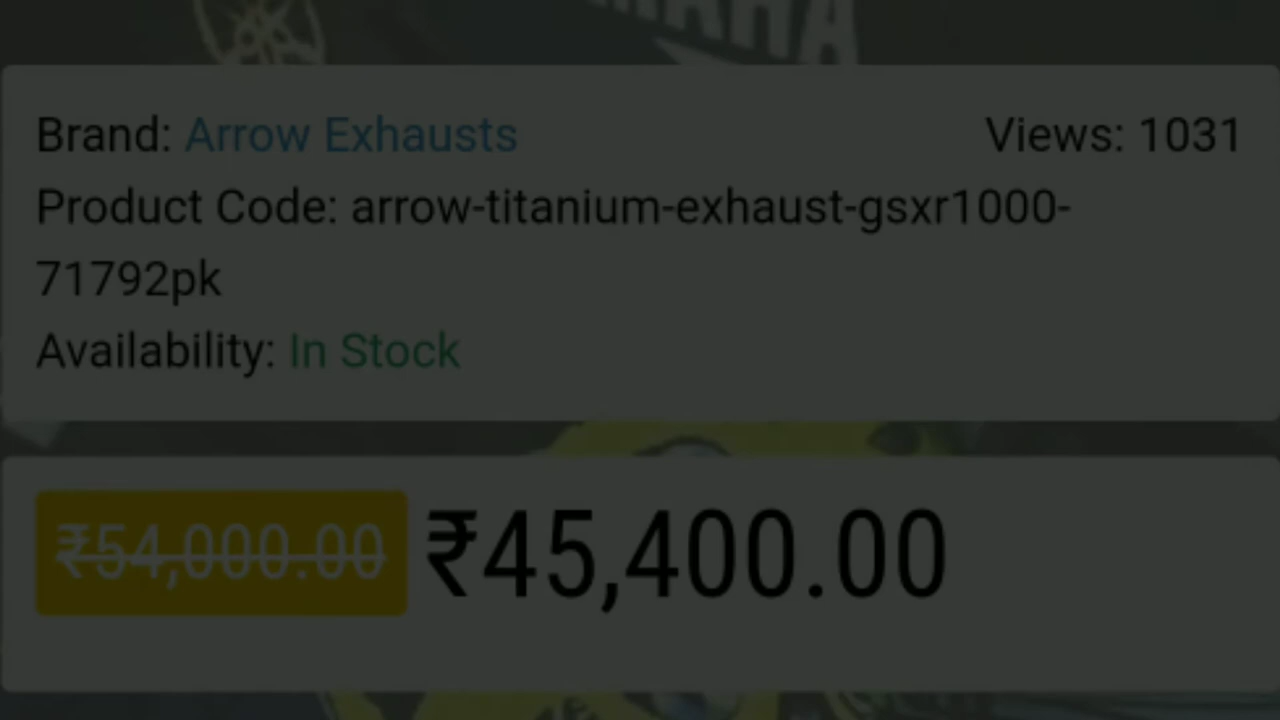 YAMAHA
Brand: Arrow Exhausts Views: 1031
Product Code: arrow-titanium-exhaust-gsxr1000-
71792pk
Availability: In Stock
₹54,000.00 ₹45,400.00